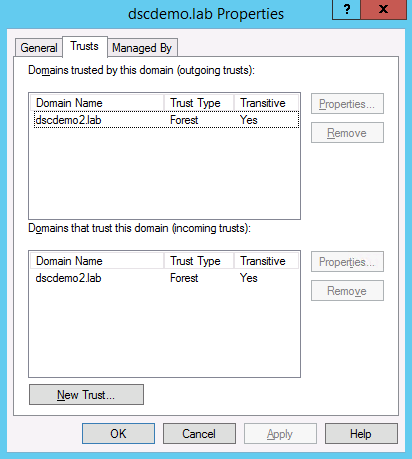 dscdemo.lab Properties ? x
General Trusts Managed By
Domains trusted by this domain (outgoing trusts):
Domain Name Trust Type Transitive Properties...
dscdemo2.lab Forest Yes Remove
Domains that trust this domain (incoming trusts):
Domain Name Trust Type Transitive Properties...
dscdemo2.lab Forest Yes Remove
New Trust...
OK Cancel Apply Help